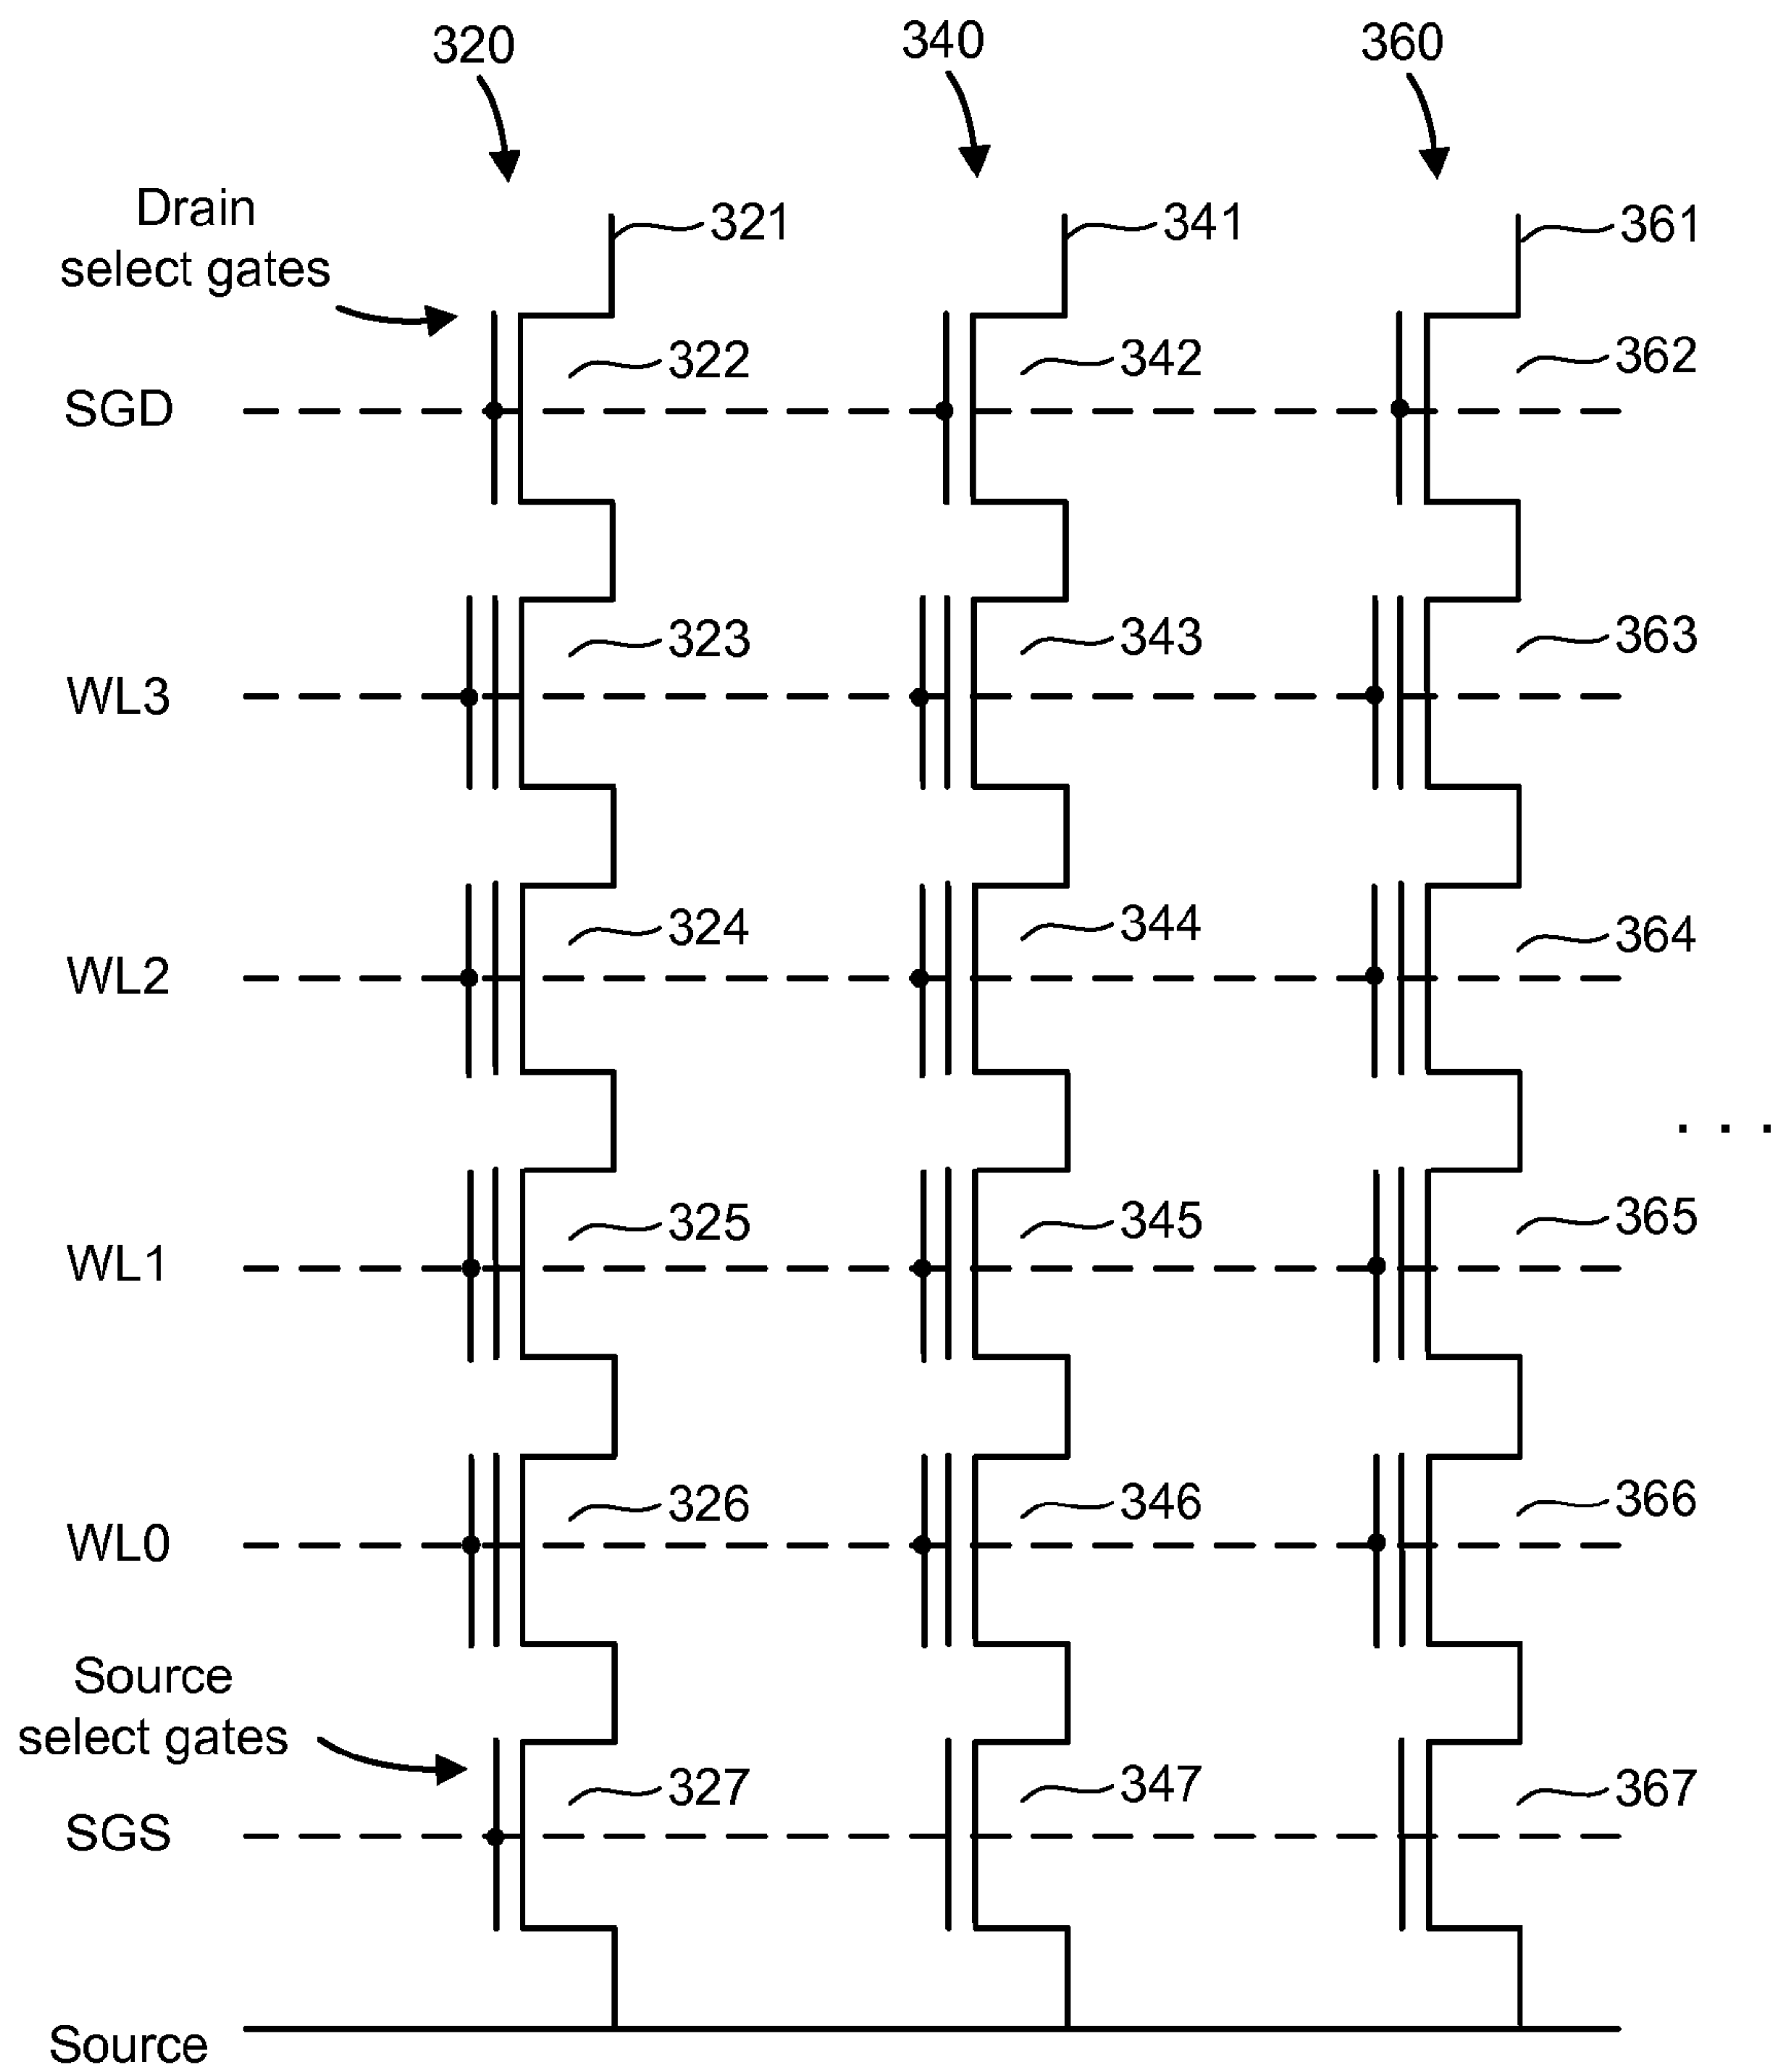 320 340 360
Drain
select gates
321 341 361
322 342 362
SGD
323 343 363
WL3
324 344 364
WL2
. . .
325 345 365
WL1
326 346 366
WL0
Source
select gates
327 347 367
SGS
Source